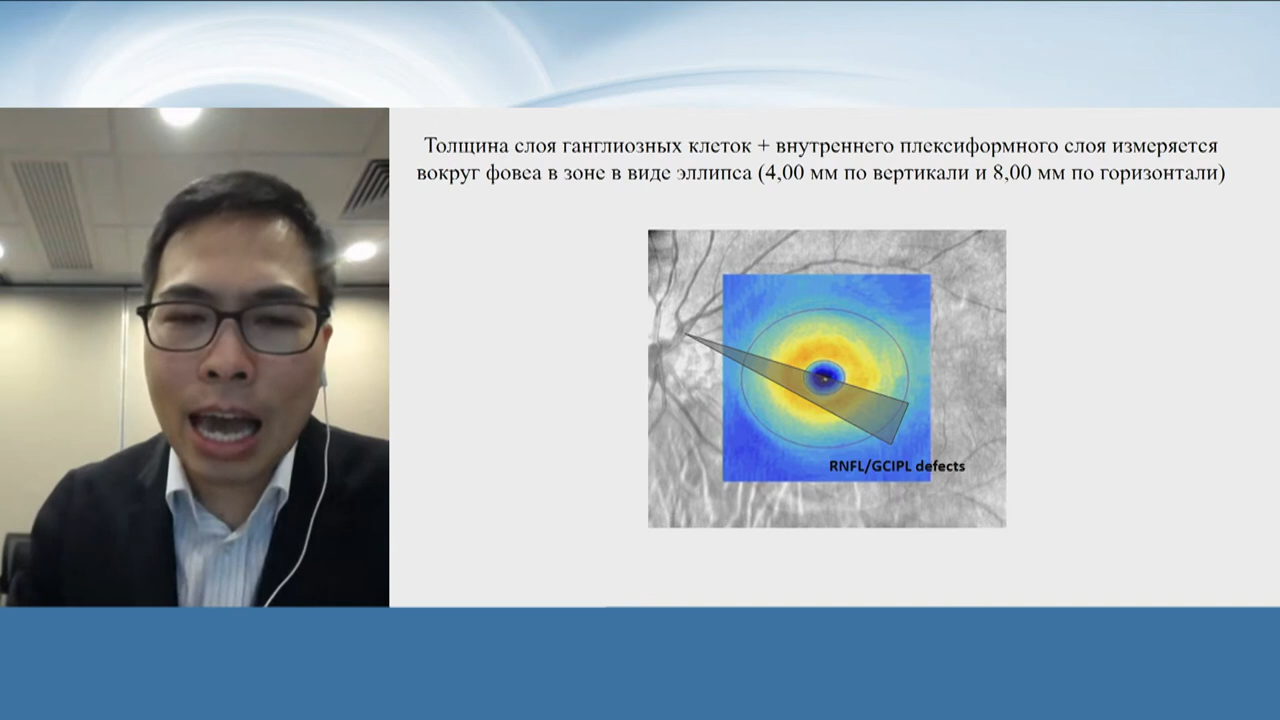 Толщина слоя ганглиозных клеток + внутреннего плексиформного слоя измеряется
вокруг фовеа в зоне в виде эллипса (4,00 мм по вертикали и 8,00 мм по горизонтали)
RNFL/GCIPL defects